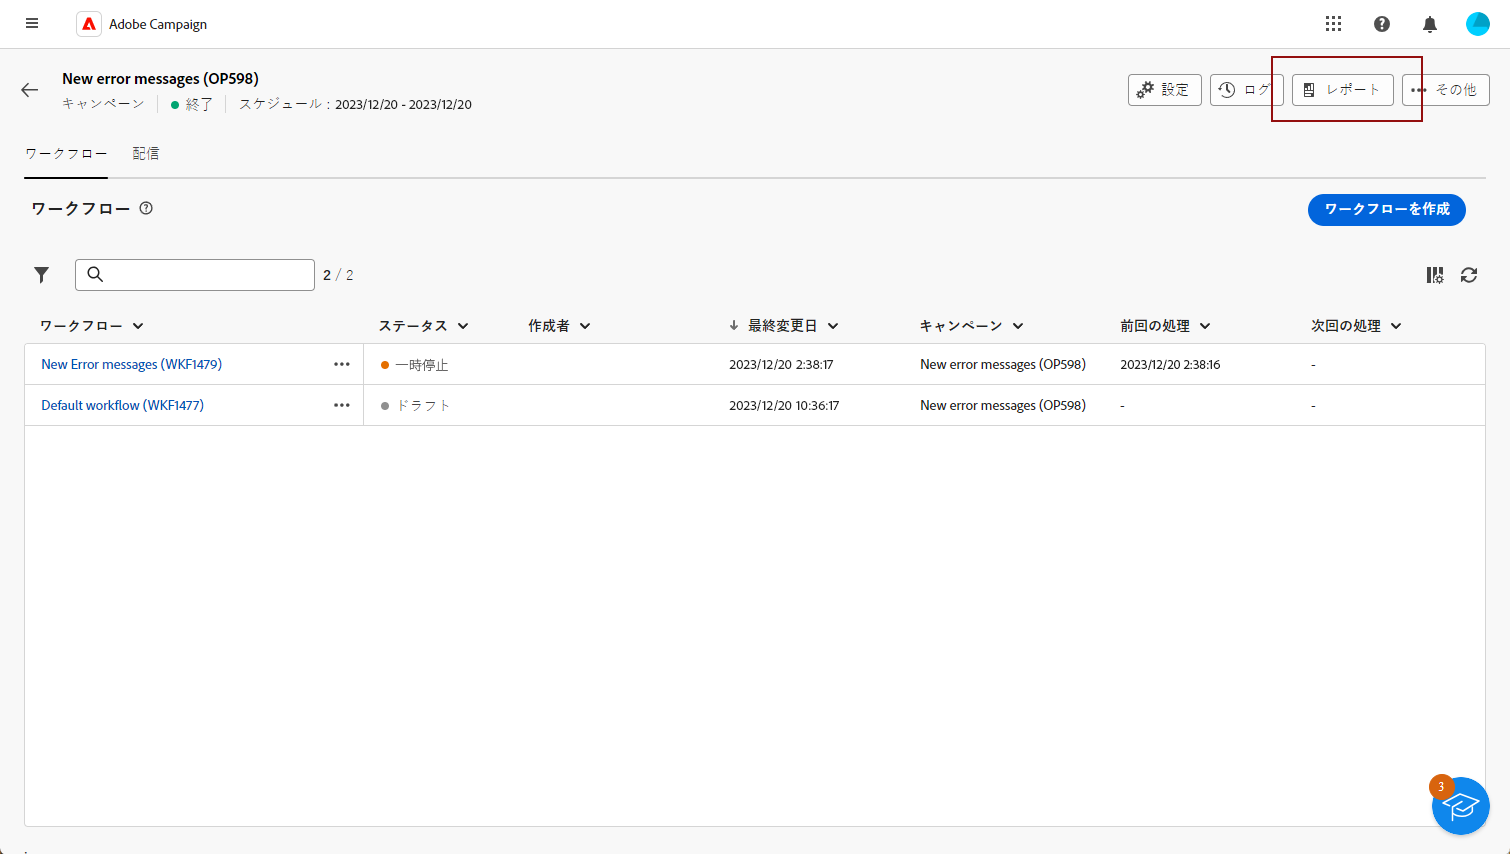 Adobe Campaign
New error messages (OP598)
キャンペーン 終了 スケジュール : 2023/12/20 - 2023/12/20
設定 ログ レポート その他
ワークフロー 配信
ワークフロー
ワークフローを作成
2 / 2
ワークフロー ステータス 作成者 最終変更日 キャンペーン 前回の処理 次回の処理
New Error messages (WKF1479) 一時停止 2023/12/20 2:38:17 New error messages (OP598) 2023/12/20 2:38:16 -
Default workflow (WKF1477) ドラフト 2023/12/20 10:36:17 New error messages (OP598) - -
3